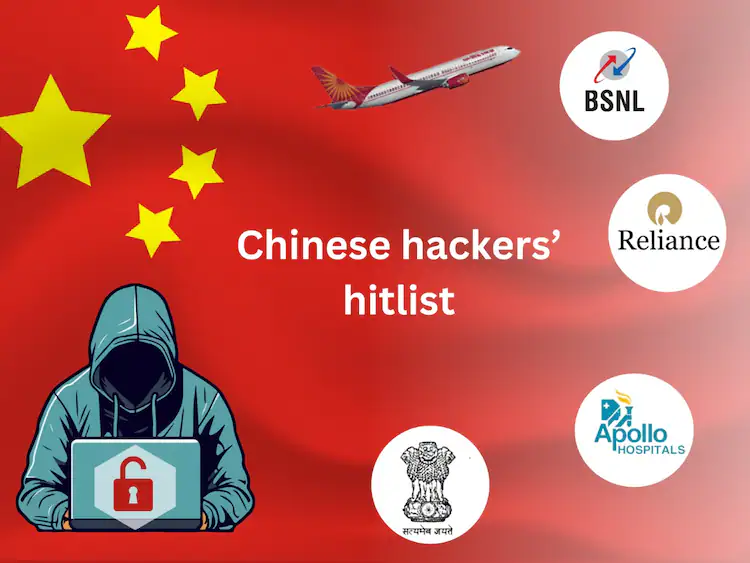 BSNL
Reliance
Chinese hackers’
hitlist
Apollo
HOSPITALS
सत्यमेव जयते